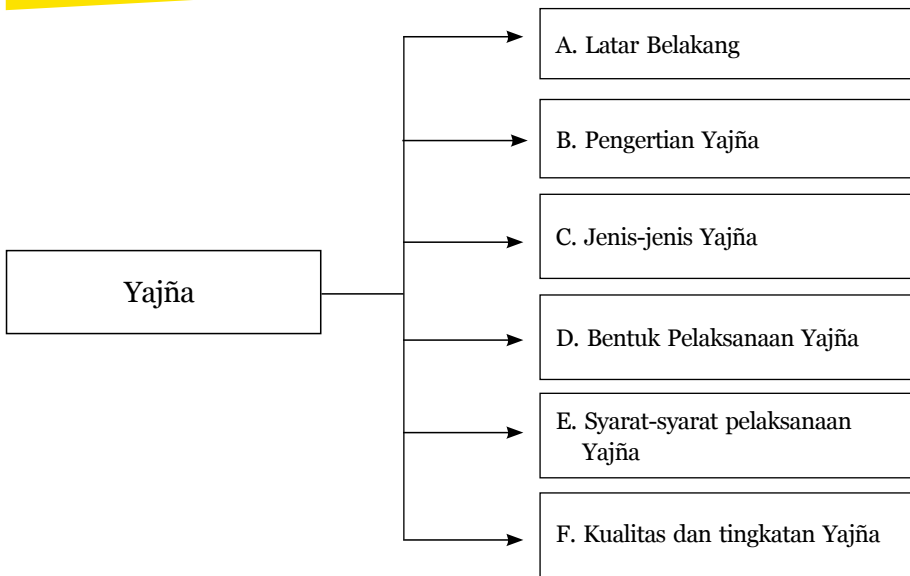 A. Latar Belakang
B. Pengertian Yajña
C. Jenis-jenis Yajña
Yajña
D. Bentuk Pelaksanaan Yajña
E. Syarat-syarat pelaksanaan
Yajña
F. Kualitas dan tingkatan Yajña